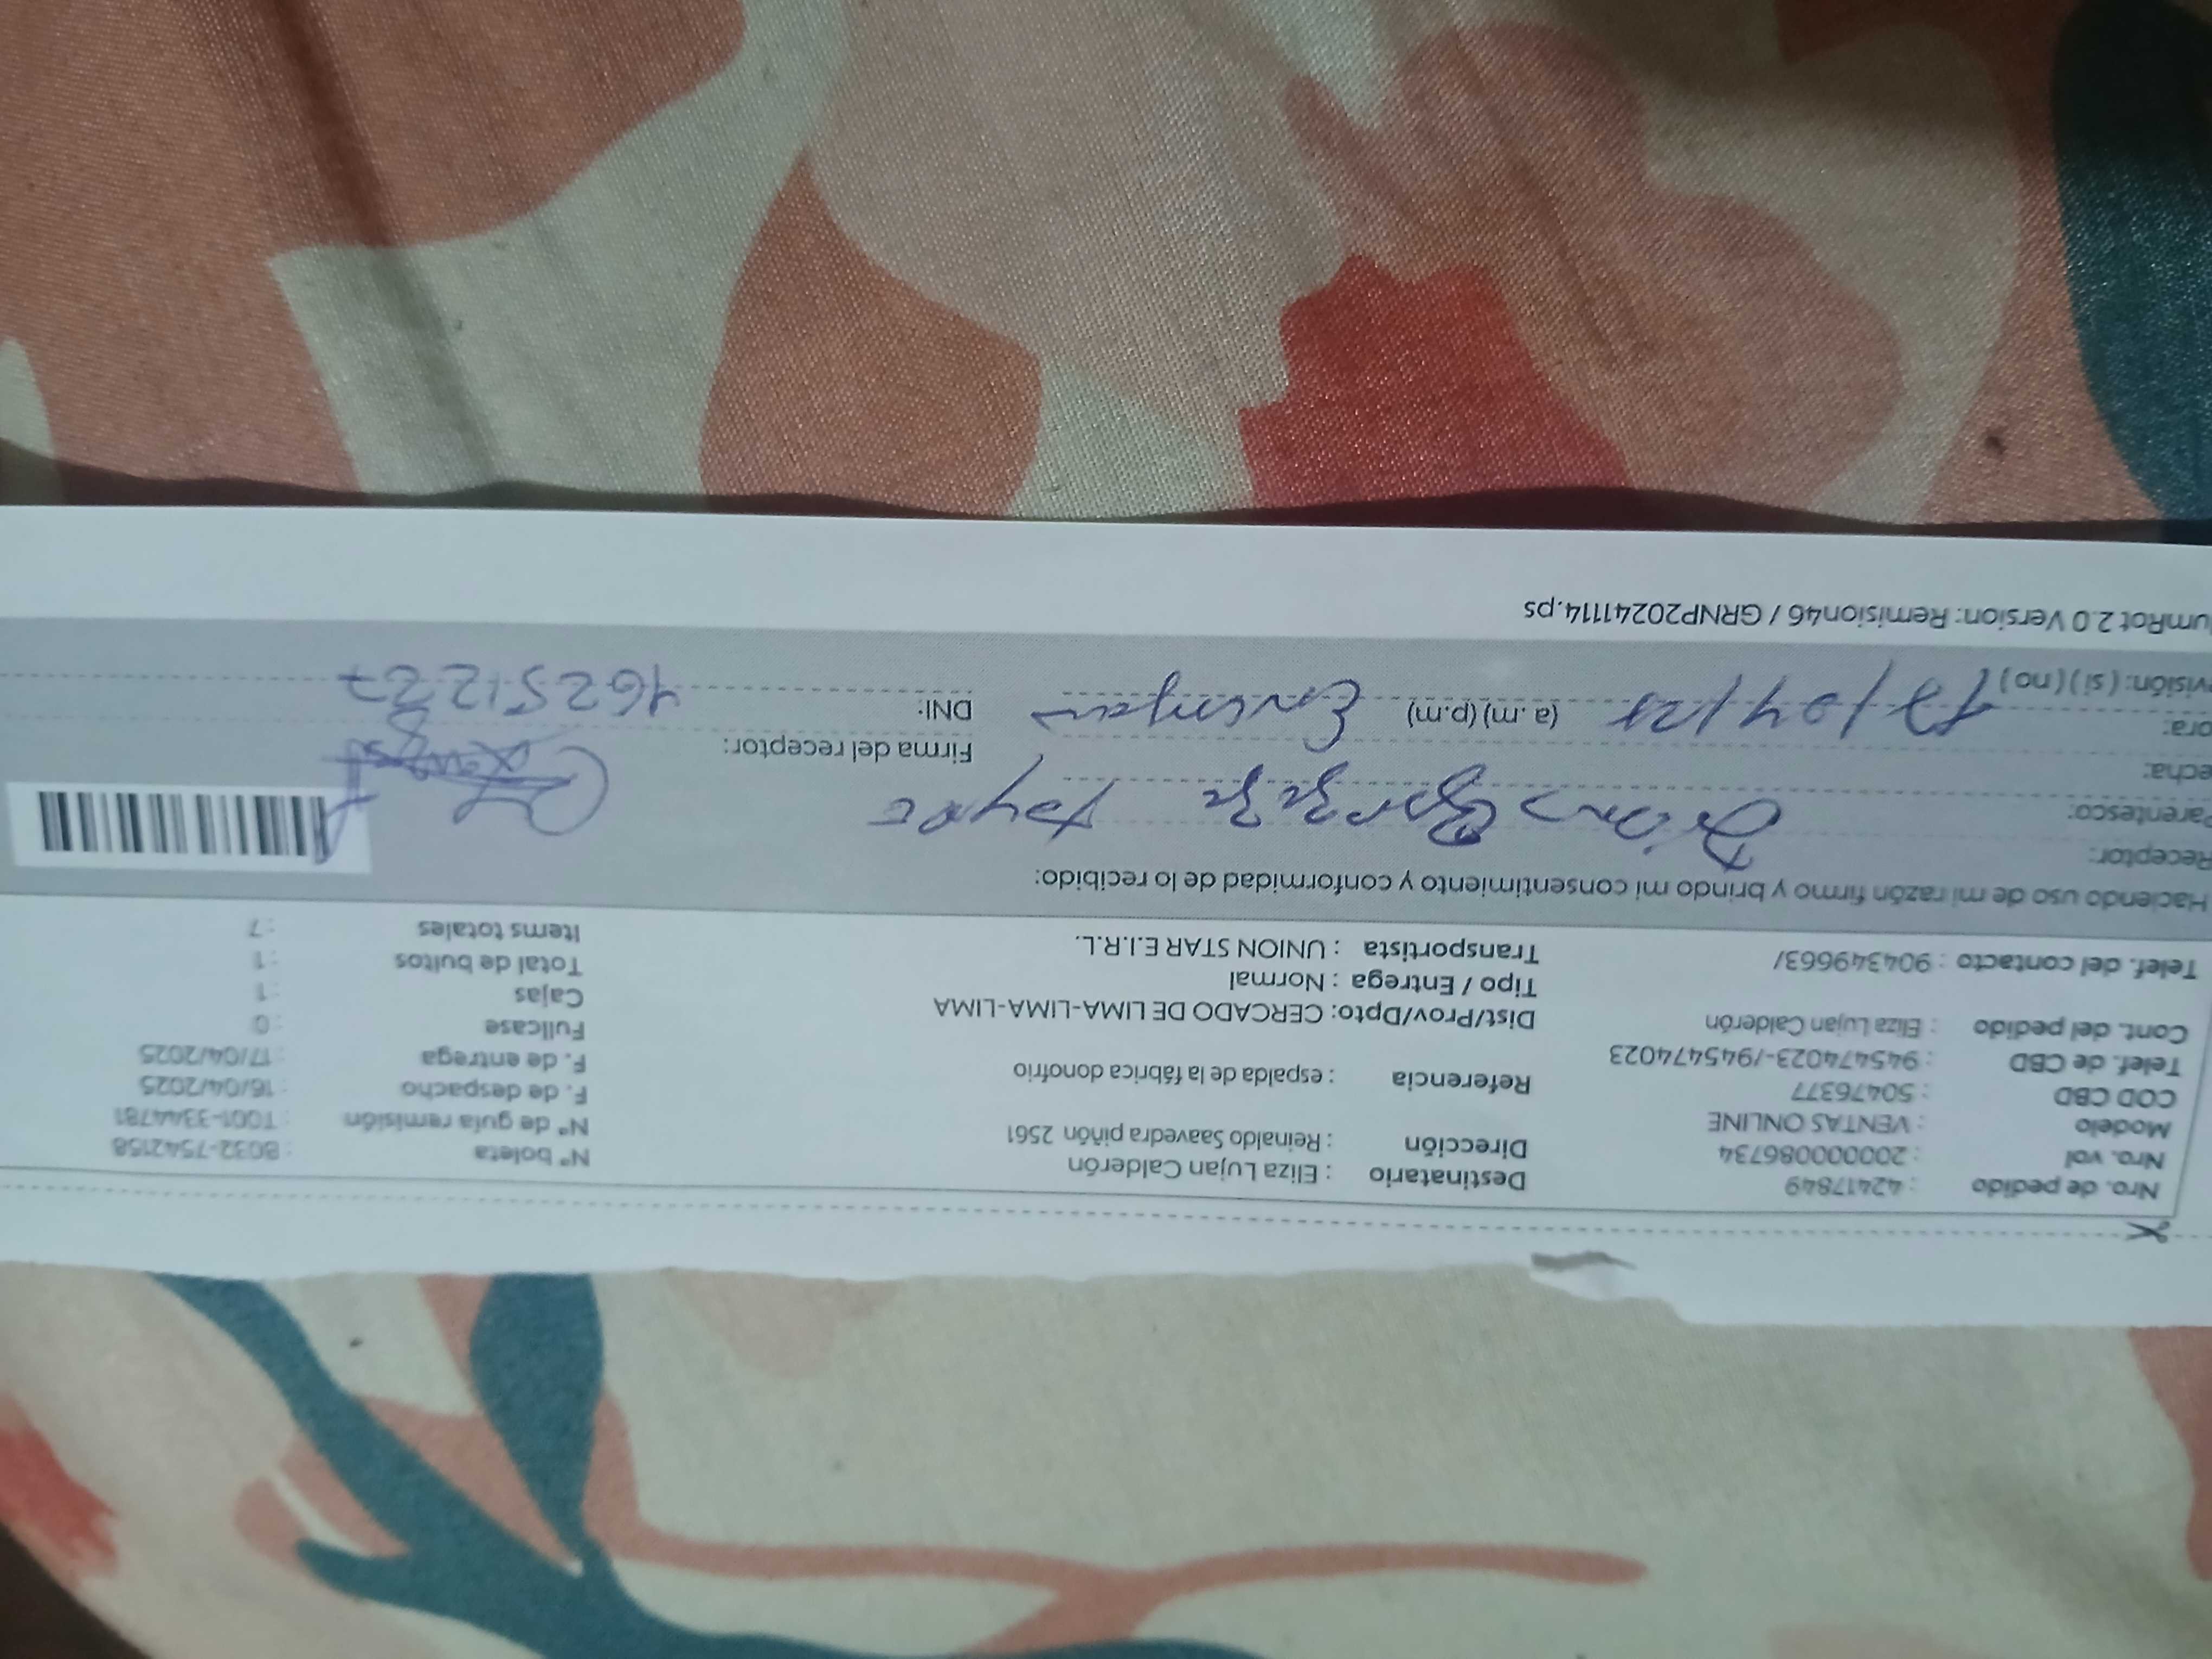 Nro. de pedido : 42417849 Destinatario : Eliza Lujan Calderón N° boleta : B032-7542158
Nro. vol : 20000086734 Dirección : Reinaldo Saavedra piñón 2561 N° de guía remisión : T001-3344781
Modelo : VENTAS ONLINE F. de despacho : 16/04/2025
COD CBD : 50476377 Referencia : espalda de la fábrica donofrio F. de entrega : 17/04/2025
Telef. de CBD : 945474023-/945474023 Fullcase : 0
Cont. del pedido : Eliza Lujan Calderón Dist/Prov/Dpto: CERCADO DE LIMA-LIMA-LIMA Cajas : 1
Tipo / Entrega : Normal Total de bultos : 1
Telef. del contacto : 904349663/ Transportista : UNION STAR E.I.R.L. Items totales : 7
Haciendo uso de mi razón firmo y brindo mi consentimiento y conformidad de lo recibido:
Receptor:
Parentesco:
echa: Firma del receptor:
ora: 17/04/25 (a.m) (p.m) DNI: 46251227
visión: (si) (no)
umRot 2.0 Version: Remision46 / GRNP20241114.ps